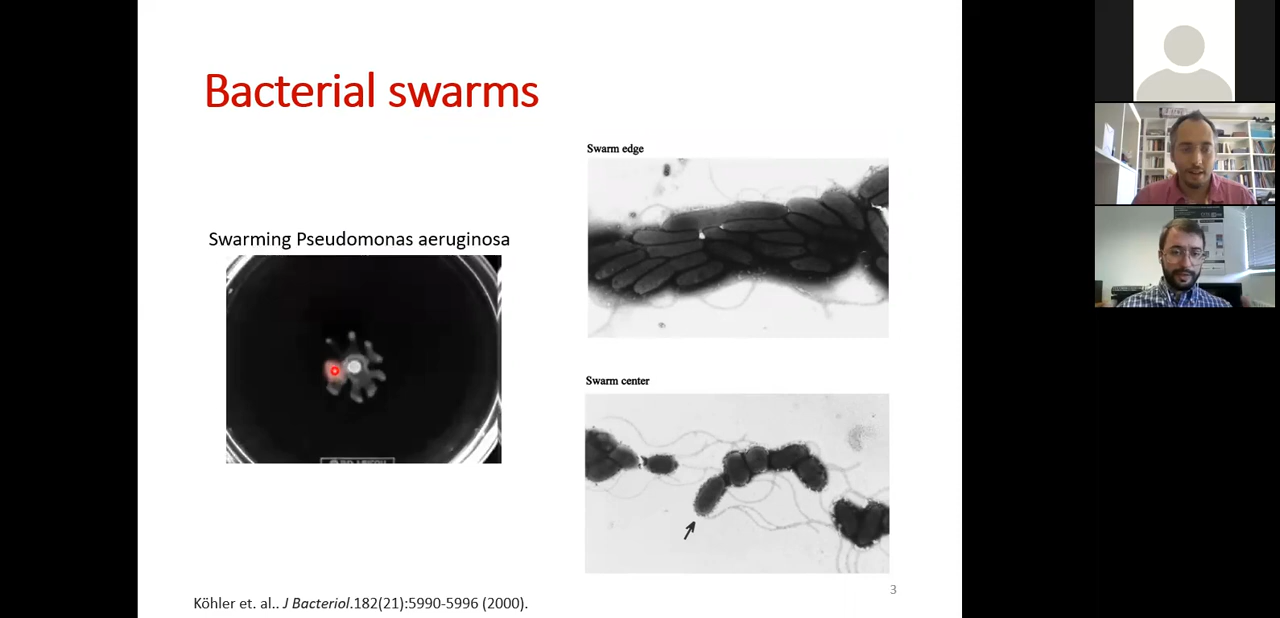 Bacterial swarms
Swarm edge
Swarming Pseudomonas aeruginosa
Swarm center
3
Köhler et. al.. J Bacteriol.182(21):5990-5996 (2000).